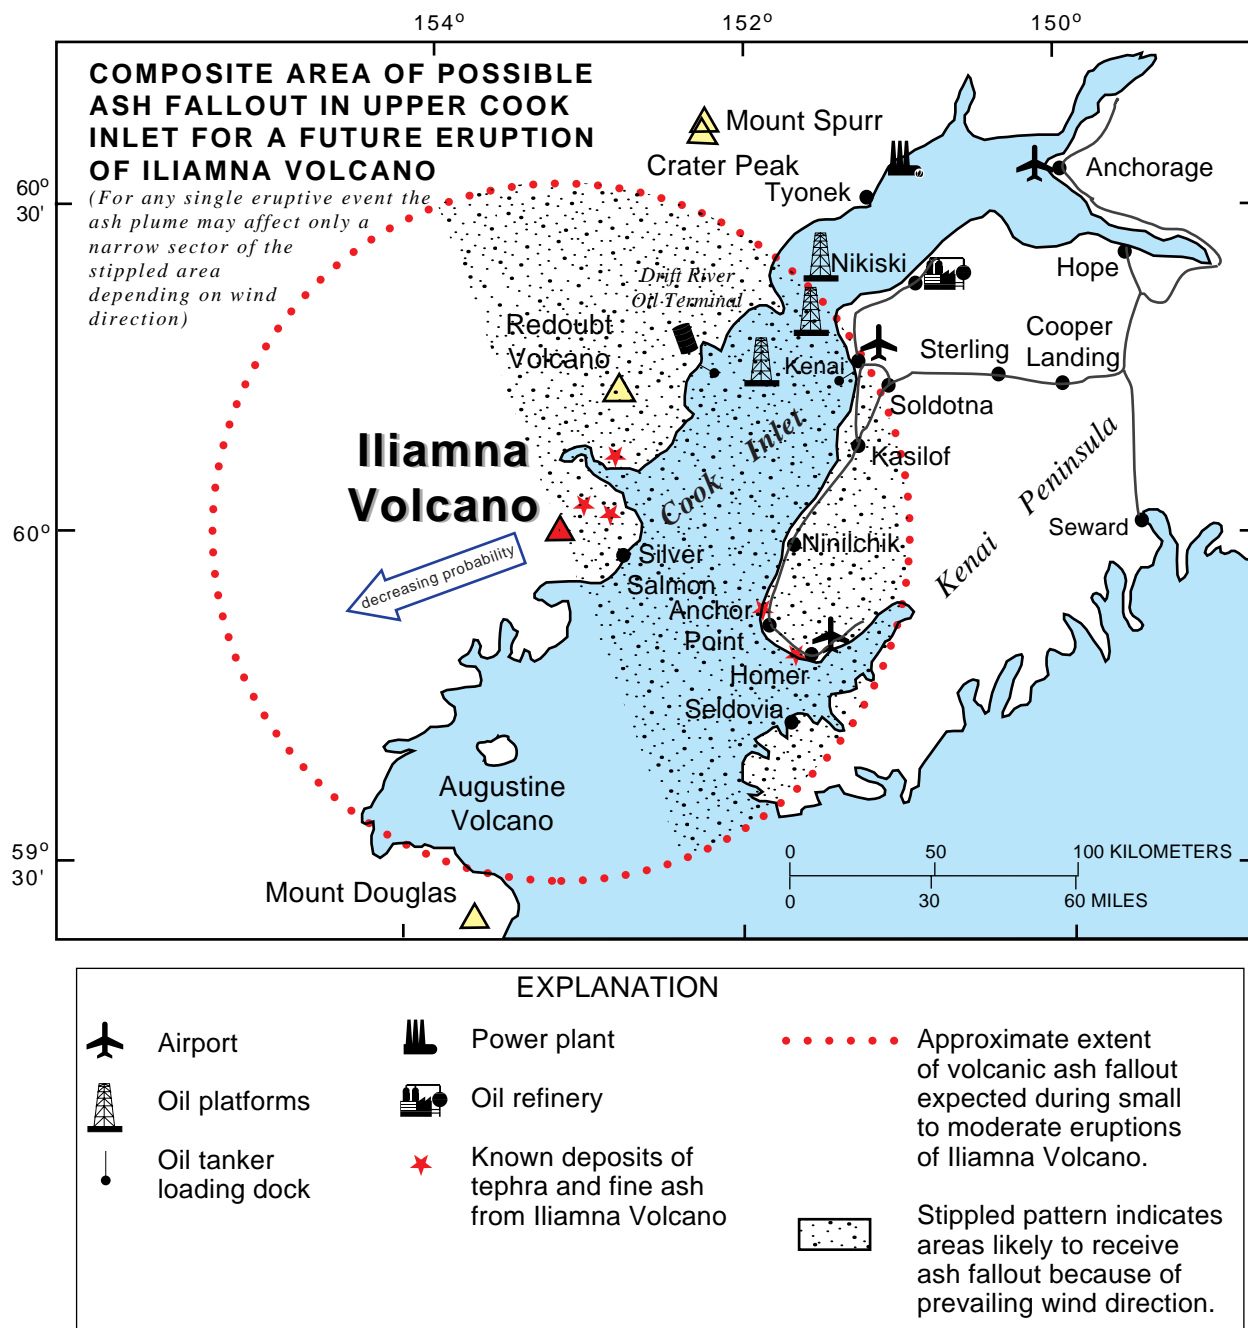 154º
152º
150º
COMPOSITE AREA OF POSSIBLE
ASH FALLOUT IN UPPER COOK
INLET FOR A FUTURE ERUPTION
OF ILIAMNA VOLCANO
(For any single eruptive event the
ash plume may affect only a
narrow sector of the
stippled area
depending on wind
direction)
60º
30'
60º
59º
30'
Mount Spurr
Crater Peak
Tyonek
Anchorage
Nikiski
Hope
Drift River
Oil Terminal
Redoubt
Volcano
Kenai
Sterling
Cooper
Landing
Soldotna
Iliamna
Volcano
Kasilof
Cook Inlet
Kenai Peninsula
Seward
decreasing probability
Ninilchik
Silver
Salmon
Anchor
Point
Homer
Seldovia
Augustine
Volcano
Mount Douglas
0 50 100 KILOMETERS
0 30 60 MILES
EXPLANATION
Airport
Oil platforms
Oil tanker
loading dock
Power plant
Oil refinery
Known deposits of
tephra and fine ash
from Iliamna Volcano
Approximate extent
of volcanic ash fallout
expected during small
to moderate eruptions
of Iliamna Volcano.
Stippled pattern indicates
areas likely to receive
ash fallout because of
prevailing wind direction.